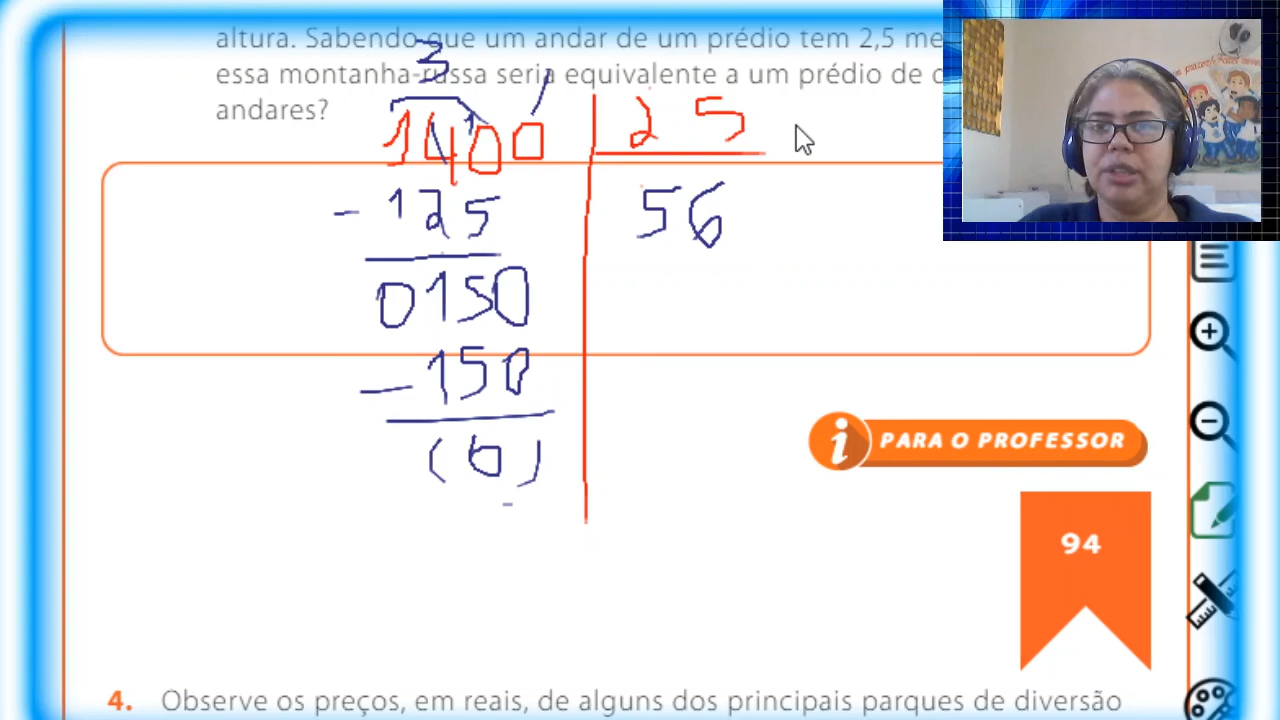 altura. Sabendo que um andar de um prédio tem 2,5 me
essa montanha-russa seria equivalente a um prédio de
andares?
3
1400 25
- 125 56
0150
- 150
(0)
PARA O PROFESSOR
94
4. Observe os preços, em reais, de alguns dos principais parques de diversão